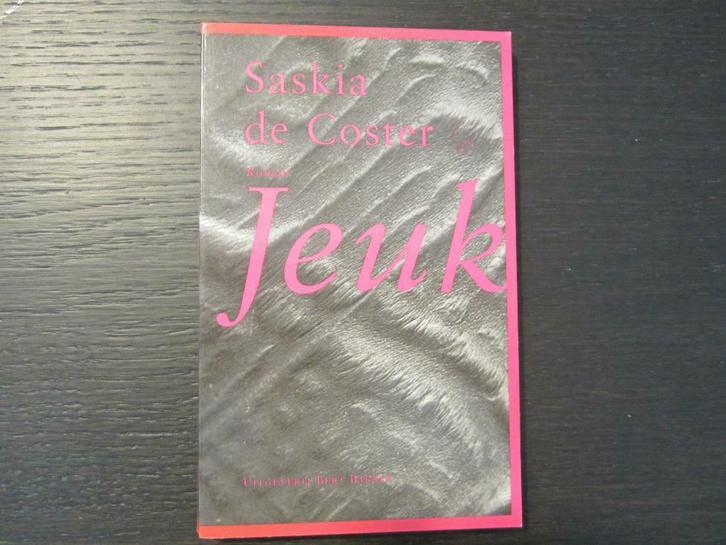 Saskia
de Coster
Roman
Jeuk
Uitgeverij Bert Bakker